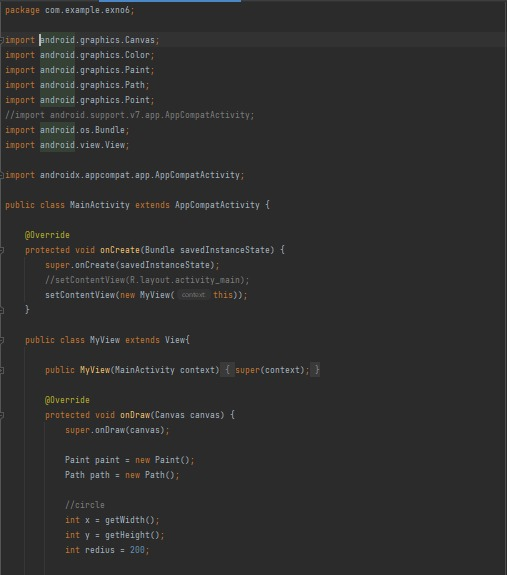 package com.example.exno6;
import android.graphics.Canvas;
import android.graphics.Color;
import android.graphics.Paint;
import android.graphics.Path;
import android.graphics.Point;
//import android.support.v7.app.AppCompatActivity;
import android.os.Bundle;
import android.view.View;
import androidx.appcompat.app.AppCompatActivity;
public class MainActivity extends AppCompatActivity {
@Override
protected void onCreate(Bundle savedInstanceState) {
super.onCreate(savedInstanceState);
//setContentView(R.layout.activity_main);
setContentView(new MyView( context this));
}
public class MyView extends View{
public MyView(MainActivity context) { super(context); }
@Override
protected void onDraw(Canvas canvas) {
super.onDraw(canvas);
Paint paint = new Paint();
Path path = new Path();
//circle
int x = getWidth();
int y = getHeight();
int redius = 200;